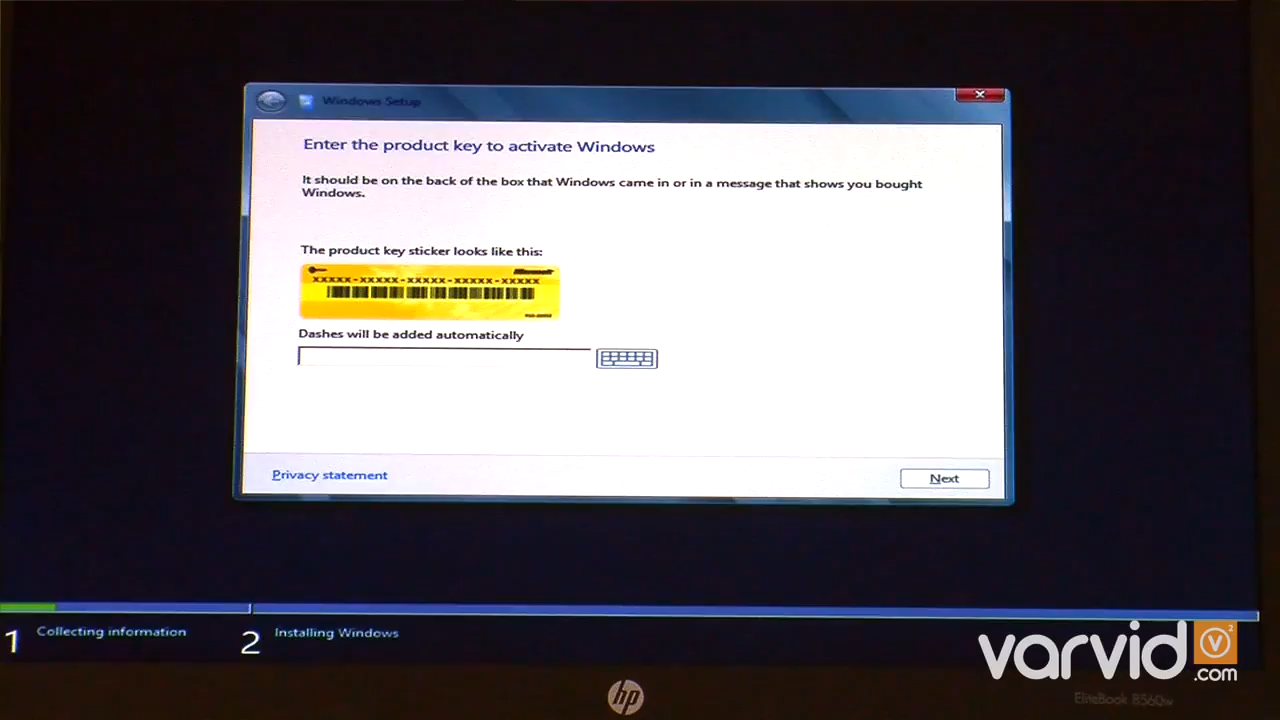 Windows Setup
Enter the product key to activate Windows
It should be on the back of the box that Windows came in or in a message that shows you bought
Windows.
The product key sticker looks like this:
Microsoft
XXXXX-XXXXX-XXXXX-XXXXX-XXXXX
Dashes will be added automatically
Privacy statement
Next
1 Collecting information
2 Installing Windows
varvid
.com
hp
EliteBook 8560w